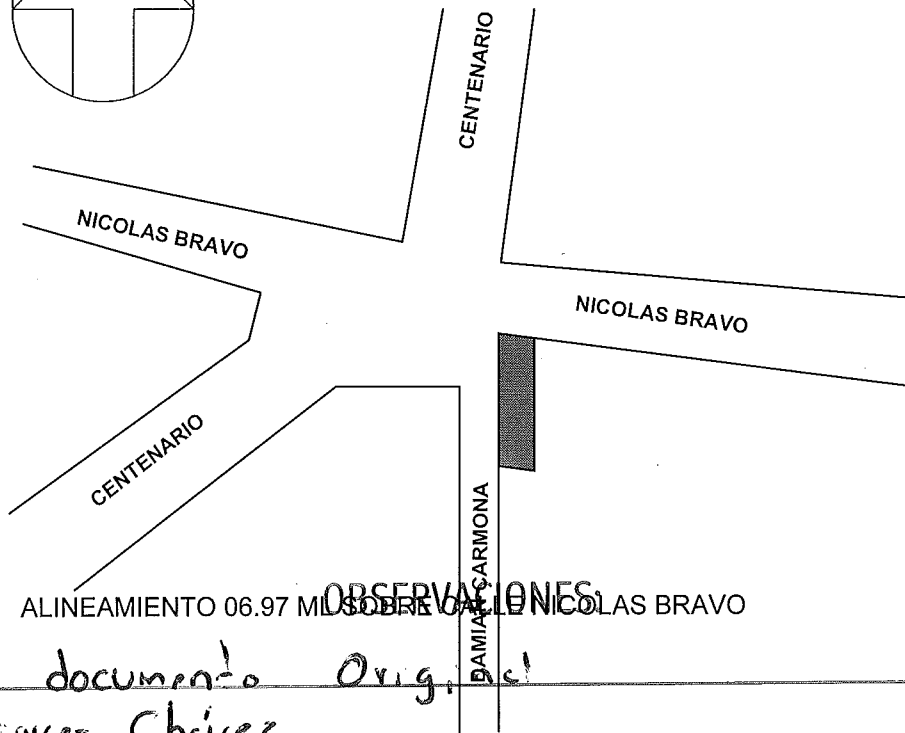 CENTENARIO
NICOLAS BRAVO
NICOLAS BRAVO
CENTENARIO
DAMIAN CARMONA
OBSERVACIONES:
ALINEAMIENTO 06.97 ML SOBRE CALLE NICOLAS BRAVO
documento Original
Chávez